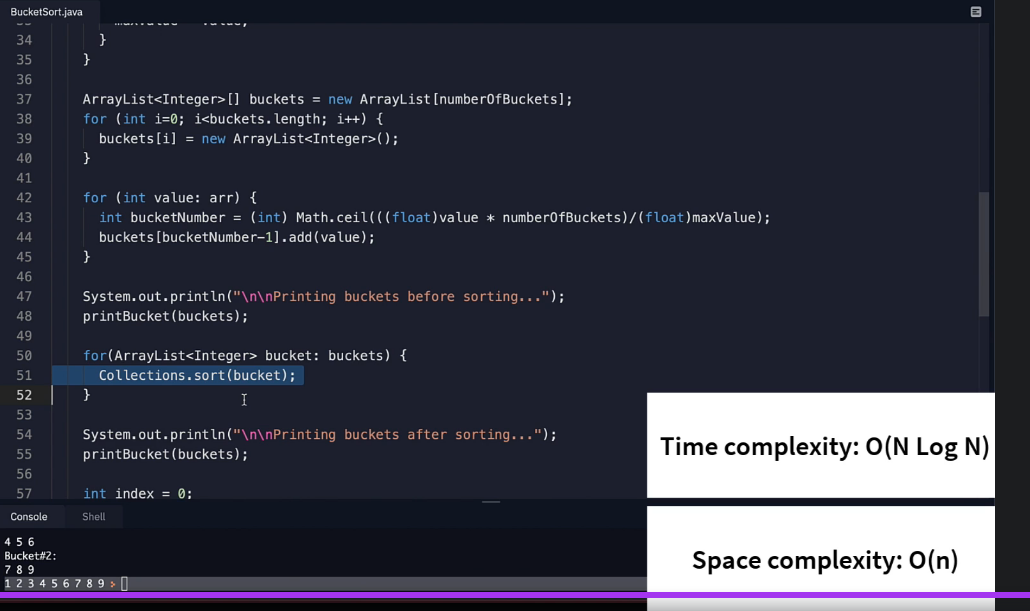 BucketSort.java
34 }
35 }
36
37 ArrayList<Integer>[] buckets = new ArrayList[numberOfBuckets];
38 for (int i=0; i<buckets.length; i++) {
39 buckets[i] = new ArrayList<Integer>();
40 }
41
42 for (int value: arr) {
43 int bucketNumber = (int) Math.ceil(((float)value * numberOfBuckets)/(float)maxValue);
44 buckets[bucketNumber-1].add(value);
45 }
46
47 System.out.println("\n\nPrinting buckets before sorting...");
48 printBucket(buckets);
49
50 for(ArrayList<Integer> bucket: buckets) {
51 Collections.sort(bucket);
52 }
53
54 System.out.println("\n\nPrinting buckets after sorting...");
55 printBucket(buckets);
56
57 int index = 0;
Time complexity: O(N Log N)
Console Shell
4 5 6
Bucket#2:
7 8 9
1 2 3 4 5 6 7 8 9 >
Space complexity: O(n)